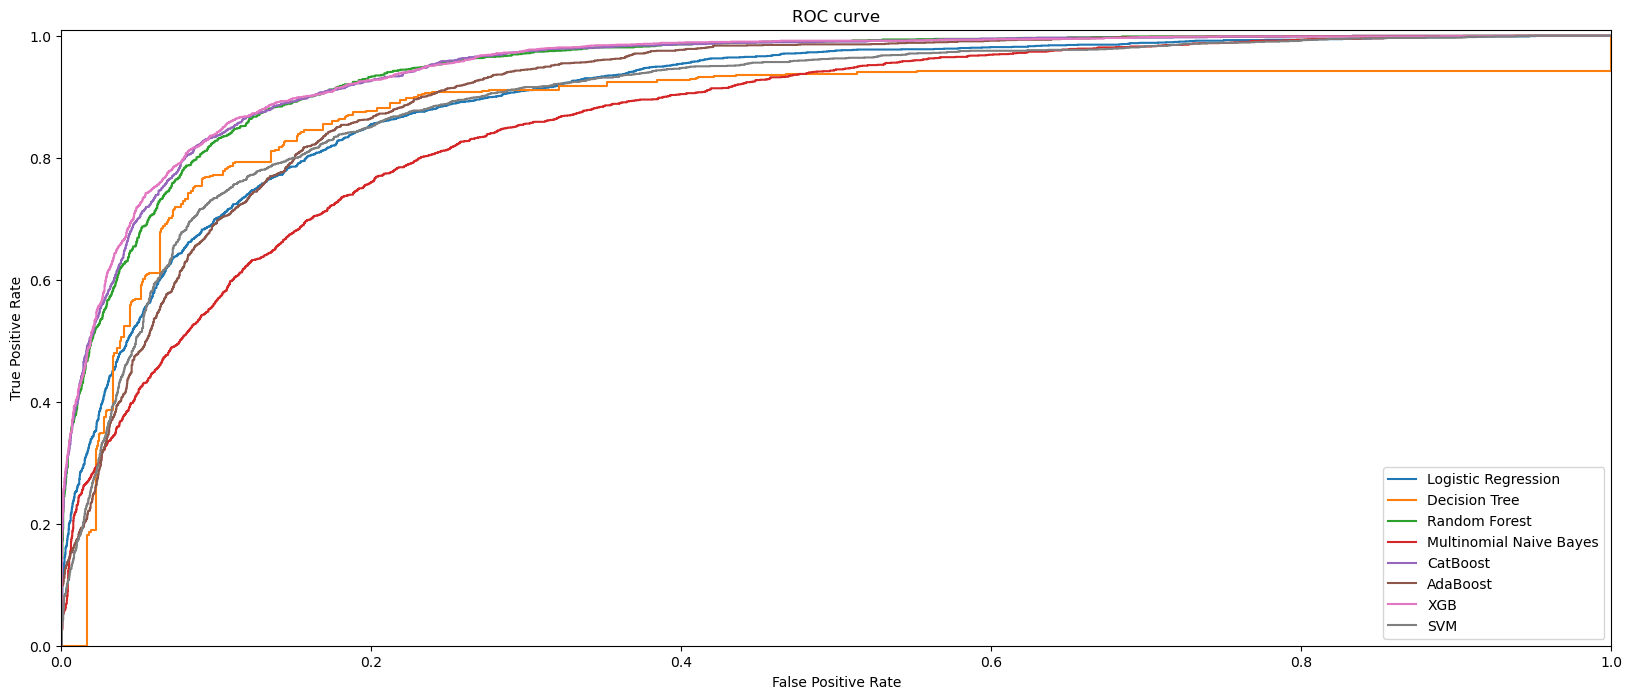 ROC curve
True Positive Rate
1.0
0.8
0.6
0.4
0.2
0.0
0.0 0.2 0.4 0.6 0.8 1.0
False Positive Rate
Logistic Regression
Decision Tree
Random Forest
Multinomial Naive Bayes
CatBoost
AdaBoost
XGB
SVM